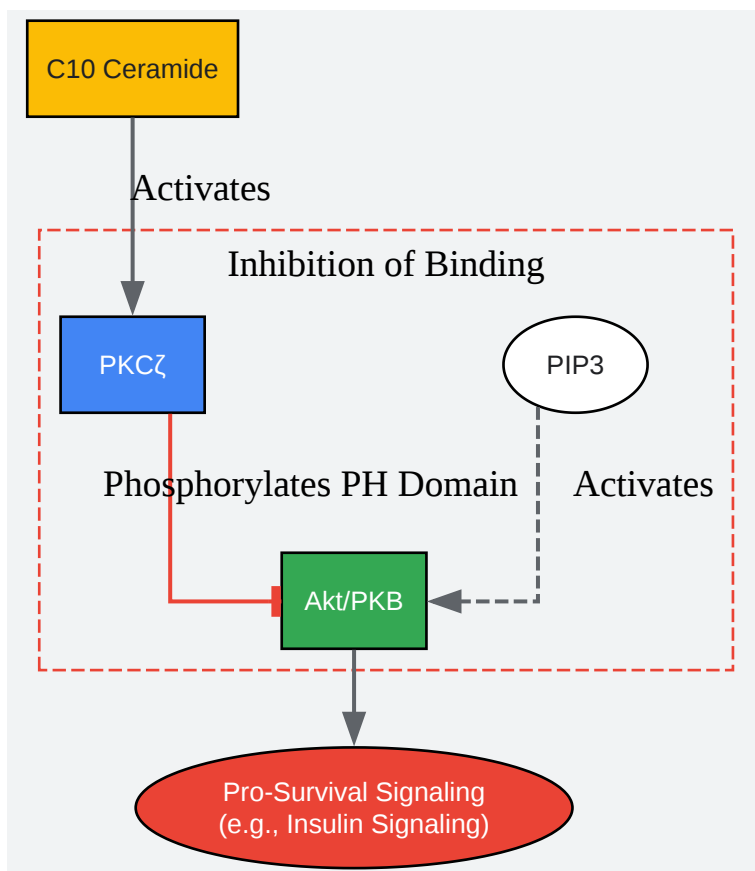 C10 Ceramide
Activates
Inhibition of Binding
PKCζ
PIP3
Phosphorylates PH Domain
Activates
Akt/PKB
Pro-Survival Signaling
(e.g., Insulin Signaling)